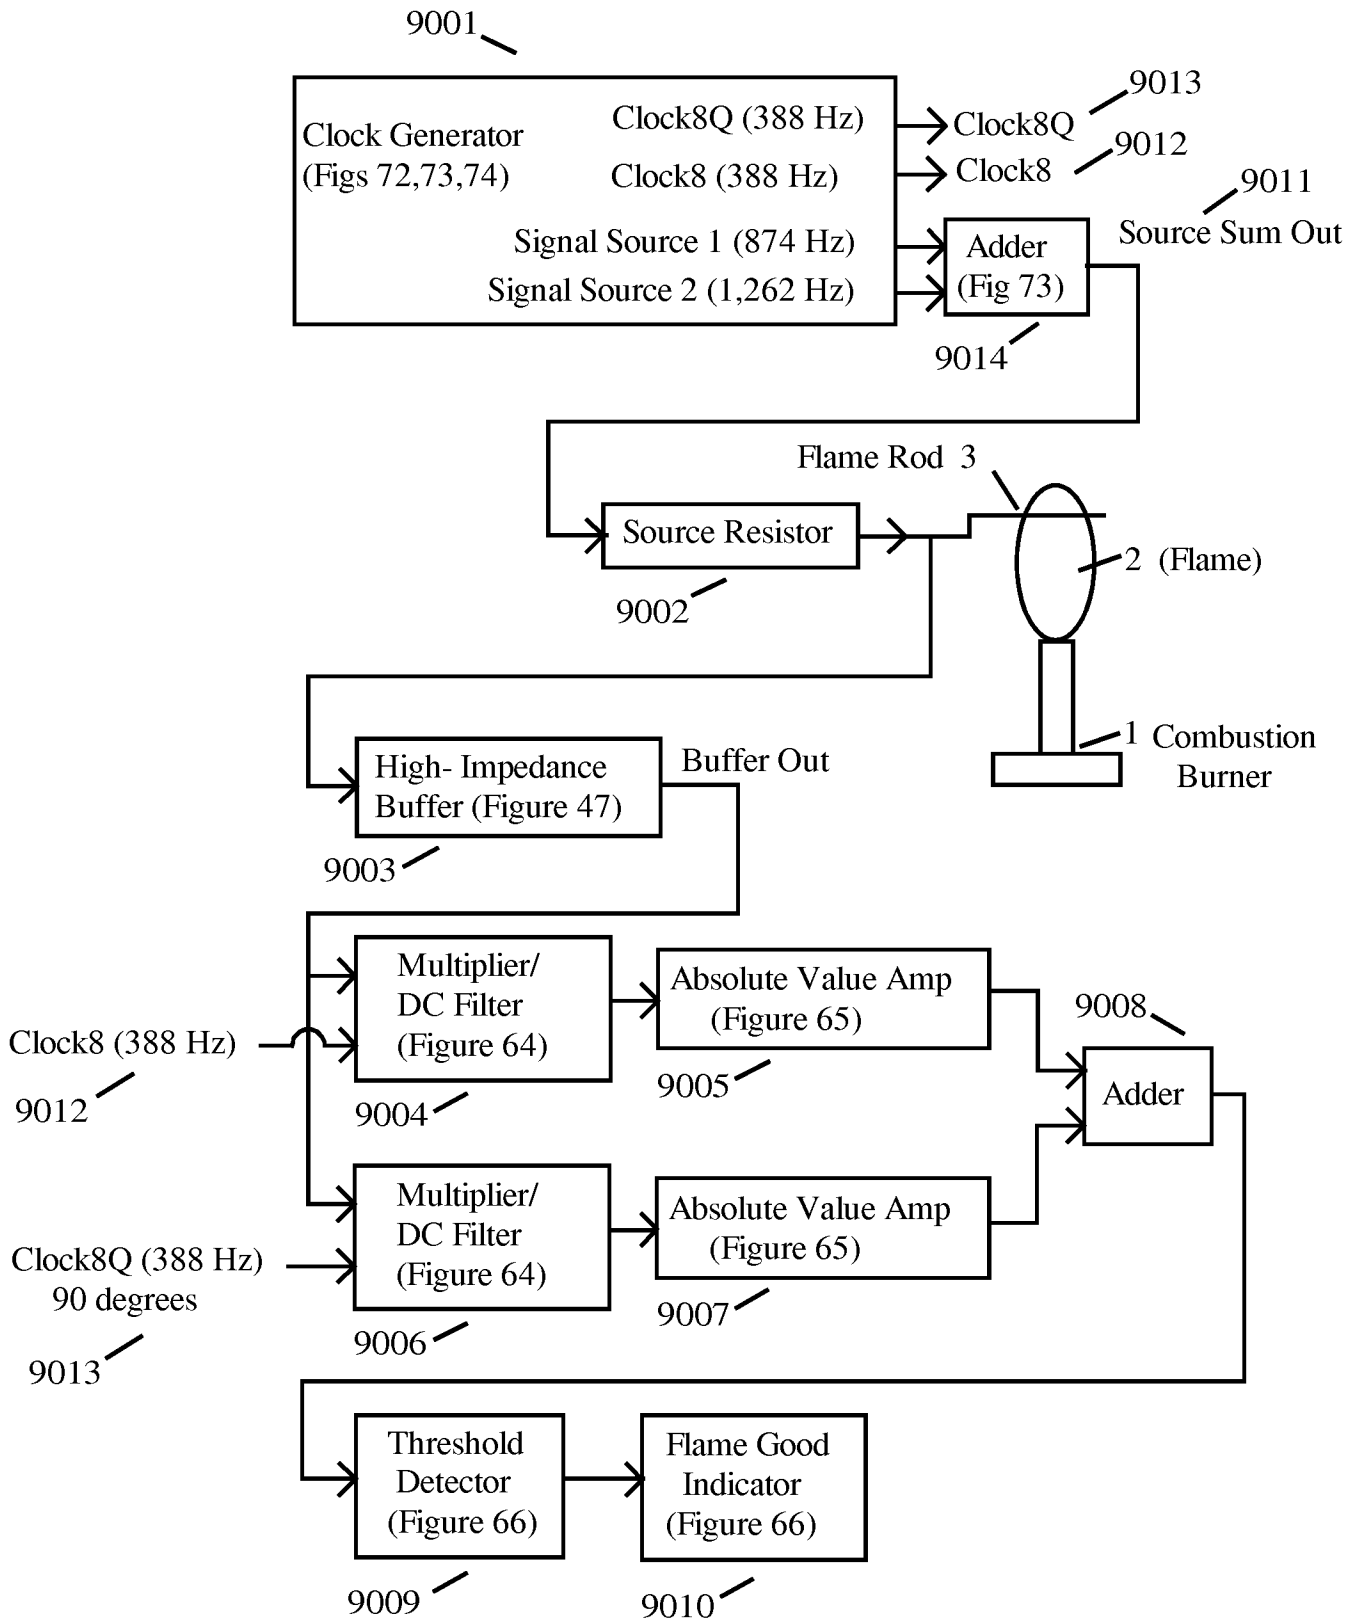 9001
9013
Clock8Q (388 Hz)
Clock8Q
Clock Generator
(Figs 72,73,74)
9012
Clock8 (388 Hz)
Clock8
9011
Signal Source 1 (874 Hz)
Adder
(Fig 73)
Source Sum Out
Signal Source 2 (1,262 Hz)
9014
Flame Rod 3
Source Resistor
2 (Flame)
9002
1 Combustion
Burner
High- Impedance
Buffer (Figure 47)
Buffer Out
9003
Multiplier/
DC Filter
(Figure 64)
Absolute Value Amp
(Figure 65)
9008
Clock8 (388 Hz)
9012
9004
9005
Adder
Multiplier/
DC Filter
(Figure 64)
Absolute Value Amp
(Figure 65)
Clock8Q (388 Hz)
90 degrees
9013
9006
9007
Threshold
Detector
(Figure 66)
Flame Good
Indicator
(Figure 66)
9009
9010